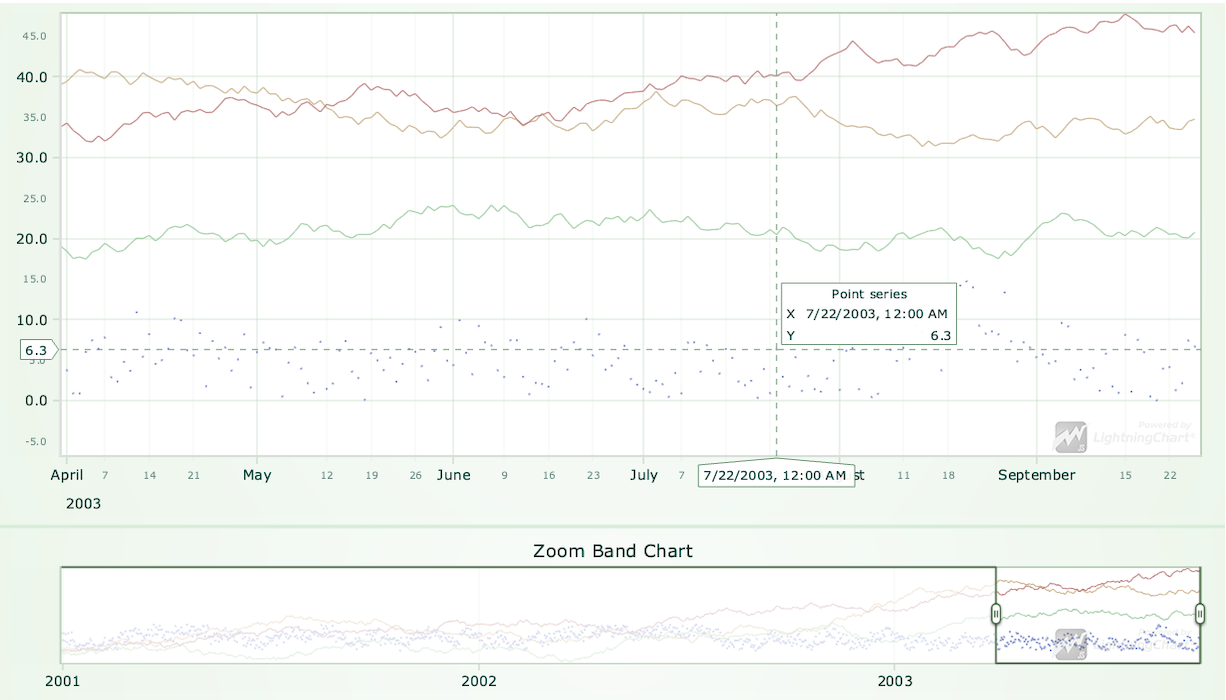 45.0
40.0
35.0
30.0
25.0
20.0
15.0
10.0
6.3
5.0
0.0
-5.0
Point series
X 7/22/2003, 12:00 AM
Y 6.3
Powered by
LightningChart®
JS
April 7 14 21 May 12 19 26 June 9 16 23 July 7 7/22/2003, 12:00 AM st 11 18 September 15 22
2003
Zoom Band Chart
2001 2002 2003